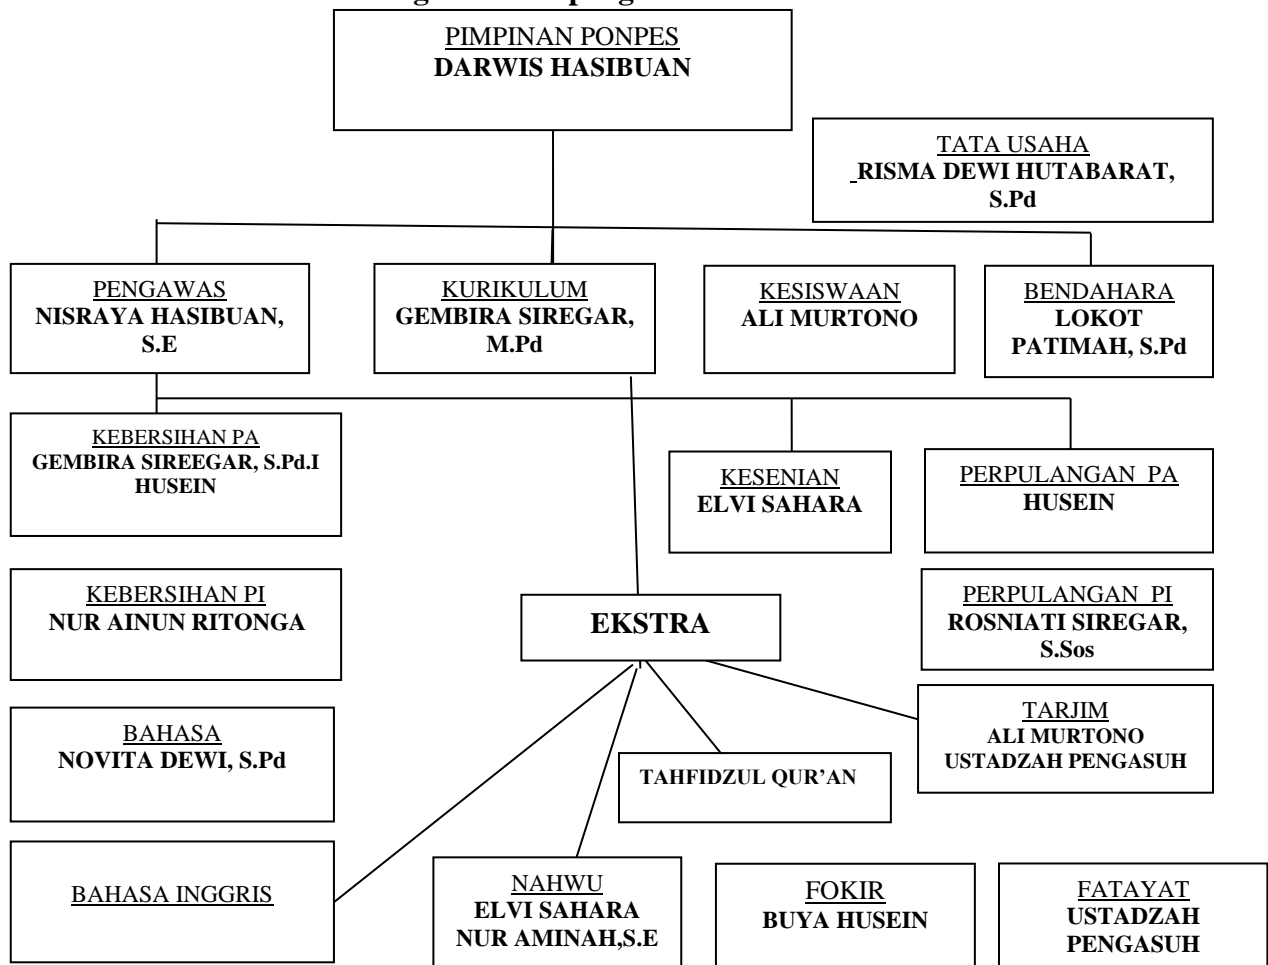 PIMPINAN PONPES
DARWIS HASIBUAN
TATA USAHA
RISMA DEWI HUTABARAT,
S.Pd
PENGAWAS
NISRAYA HASIBUAN,
S.E
KURIKULUM
GEMBIRA SIREGAR,
M.Pd
KESISWAAN
ALI MURTONO
BENDAHARA
LOKOT
PATIMAH, S.Pd
KEBERSIHAN PA
GEMBIRA SIREEGAR, S.Pd.I
HUSEIN
KESENIAN
ELVI SAHARA
PERPULANGAN PA
HUSEIN
KEBERSIHAN PI
NUR AINUN RITONGA
EKSTRA
PERPULANGAN PI
ROSNIATI SIREGAR,
S.Sos
BAHASA
NOVITA DEWI, S.Pd
TAHFIDZUL QUR’AN
TARJIM
ALI MURTONO
USTADZAH PENGASUH
BAHASA INGGRIS
NAHWU
ELVI SAHARA
NUR AMINAH,S.E
FOKIR
BUYA HUSEIN
FATAYAT
USTADZAH
PENGASUH